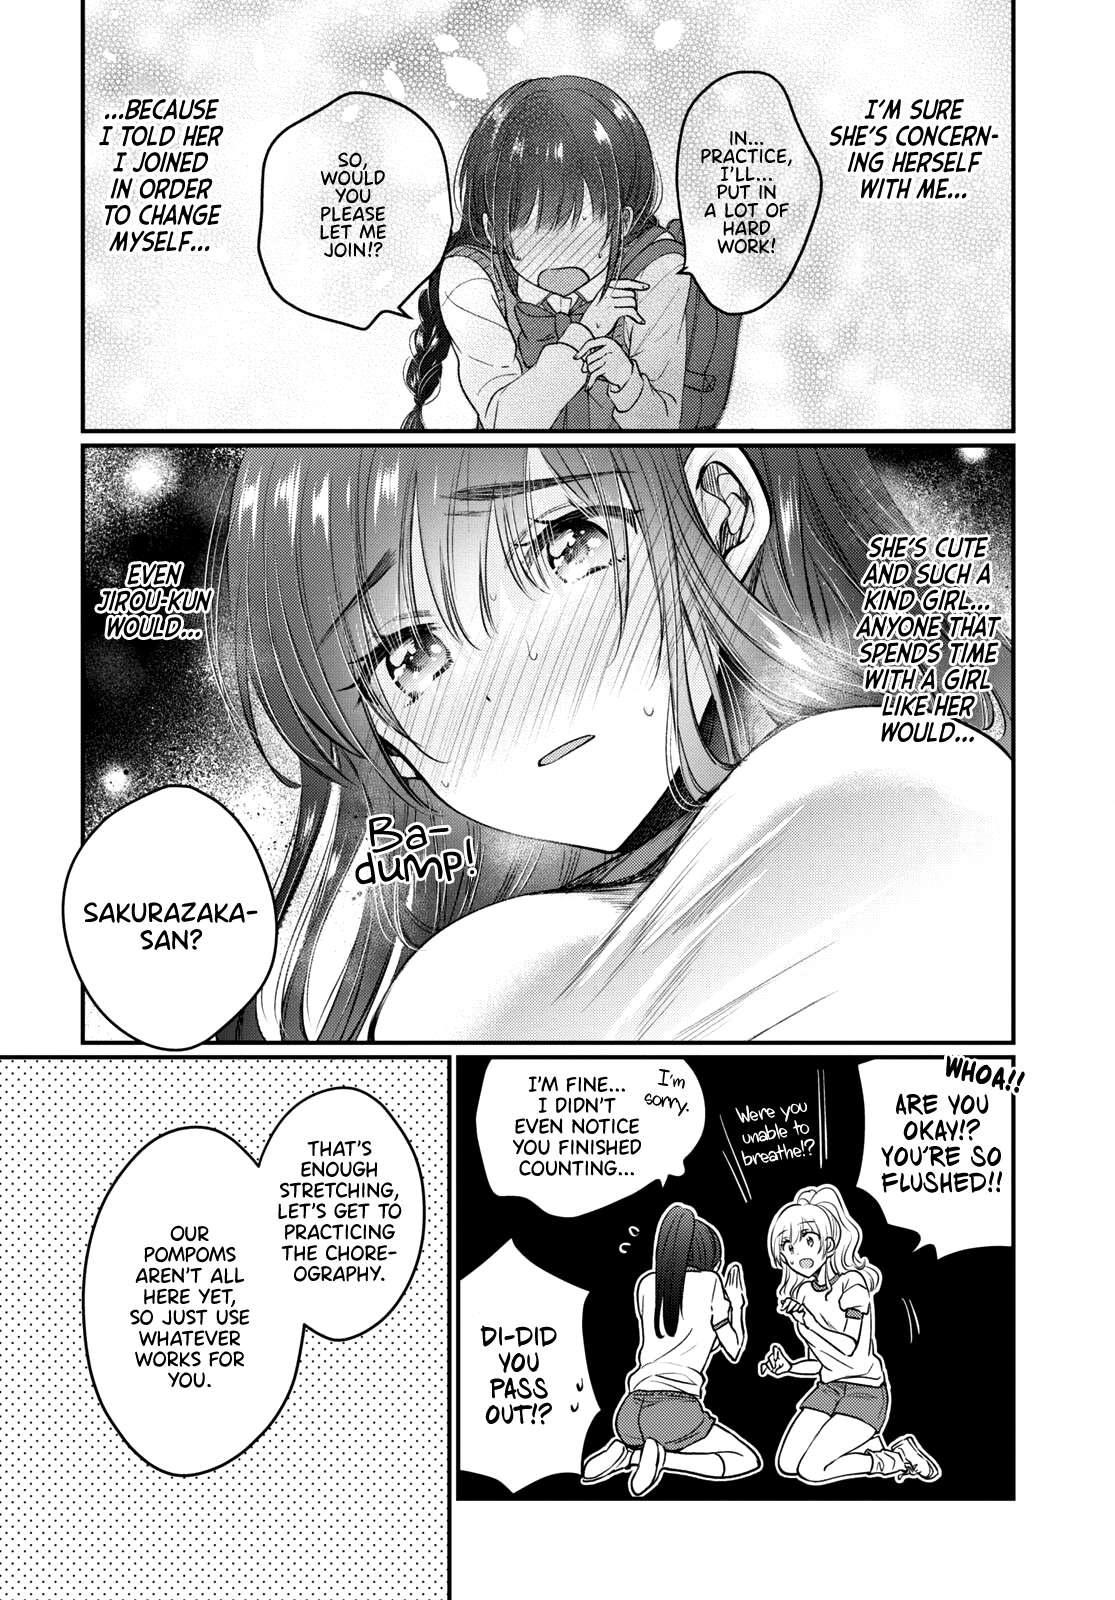 I'M SURE
SHE'S CONCERN-
ING HERSELF
WITH ME...
IN...
PRACTICE,
I'LL...
PUT IN
A LOT OF
HARD
WORK!
SO,
WOULD
YOU
PLEASE
LET ME
JOIN!?
...BECAUSE
I TOLD HER
I JOINED
IN ORDER
TO CHANGE
MYSELF...
SHE'S CUTE
AND SUCH A
KIND GIRL...
ANYONE THAT
SPENDS TIME
WITH A GIRL
LIKE HER
WOULD...
EVEN
JIROU-KUN
WOULD...
Ba-
dump!
SAKURAZAKA-
SAN?
WHOA!!
ARE YOU
OKAY!?
YOU'RE SO
FLUSHED!!
Were you
unable to
breathe!?
I'm
sorry.
I'M FINE...
I DIDN'T
EVEN NOTICE
YOU FINISHED
COUNTING...
DI-DID
YOU
PASS
OUT!?
THAT'S
ENOUGH
STRETCHING,
LET'S GET TO
PRACTICING
THE CHORE-
OGRAPHY.
OUR
POMPOMS
AREN'T ALL
HERE YET,
SO JUST USE
WHATEVER
WORKS FOR
YOU.